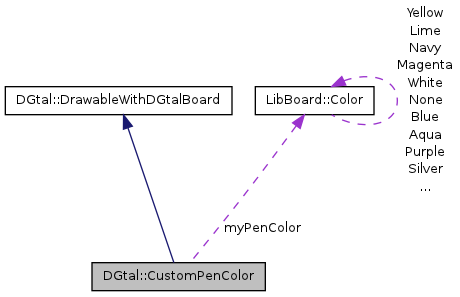 Yellow
Lime
Navy
Magenta
White
None
Blue
Aqua
Purple
Silver
...
DGtal::DrawableWithDGtalBoard
LibBoard::Color
myPenColor
DGtal::CustomPenColor